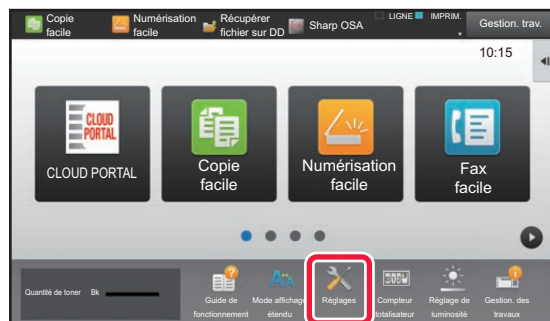 Copie
facile
Numérisation
facile
Récupérer
fichier sur DD
Sharp OSA
LIGNE
IMPRIM.
Gestion. trav.
10:15
CLOUD
PORTAL
CLOUD PORTAL
Copie
facile
Numérisation
facile
Fax
facile
Quantité de toner Bk
Guide de
fonctionnement
Mode affichage
étendu
Réglages
Compteur
totalisateur
Réglage de
luminosité
Gestion. des
travaux